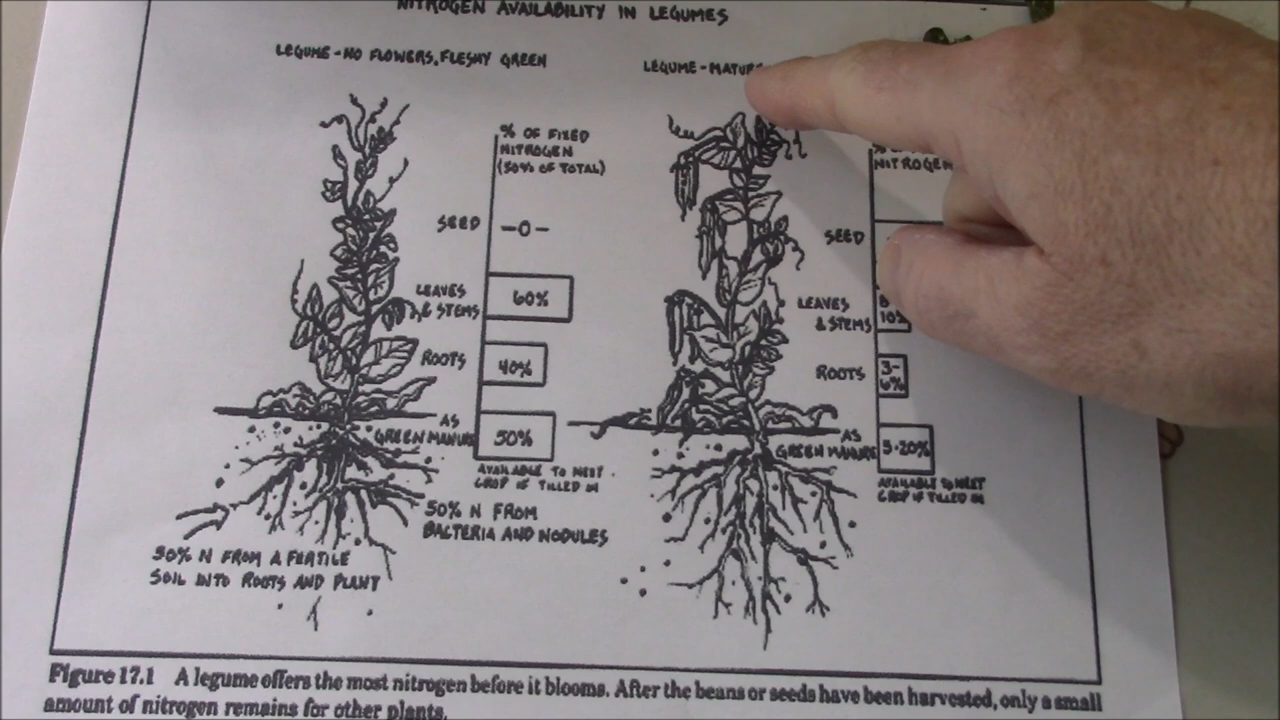 NITROGEN AVAILABILITY IN LEGUMES
LEGUME-NO FLOWERS, FLESHY GREEN
% OF FIXED
NITROGEN
(50% OF TOTAL)
SEED
-0-
LEAVES
& STEMS
60%
ROOTS
40%
AS
GREEN MANURE
50%
AVAILABLE TO NEXT
CROP IF TILLED IN
50% N FROM
BACTERIA AND NODULES
50% N FROM A FERTILE
SOIL INTO ROOTS AND PLANT
LEGUME-MATURE
NITROGEN
SEED
LEAVES
& STEMS
10%
ROOTS
3-
6%
AS
GREEN MANURE
5-20%
AVAILABLE TO NEXT
CROP IF TILLED IN
Figure 17.1 A legume offers the most nitrogen before it blooms. After the beans or seeds have been harvested, only a small
amount of nitrogen remains for other plants.